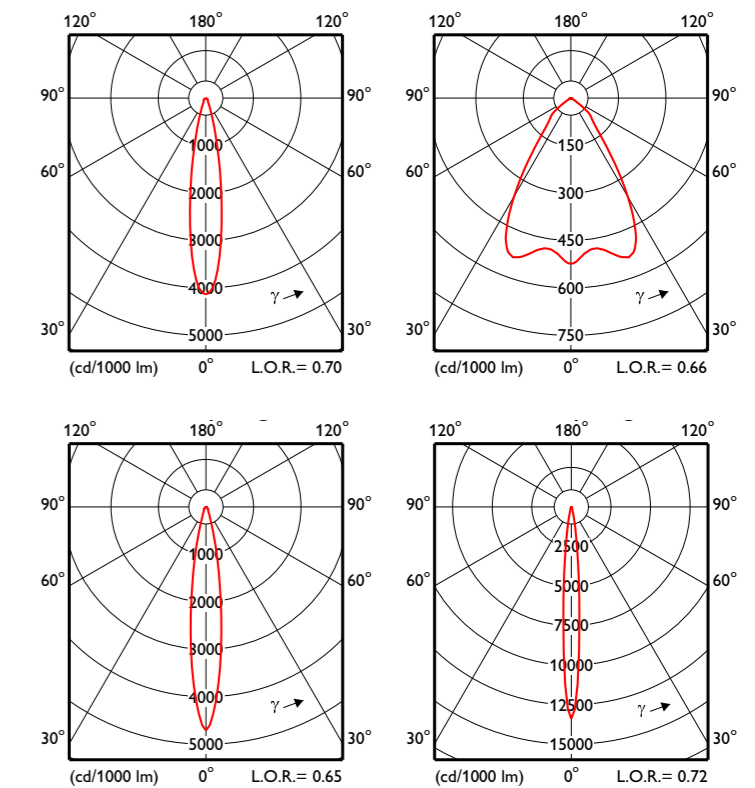 120° 180° 120° 120° 180° 120°
90° 90° 90° 90°
1000 150
60° 60° 60° 60°
2000 300
3000 450
4000 γ 600 γ
30° 5000 30° 30° 750 30°
(cd/1000 lm) 0° L.O.R.= 0.70 (cd/1000 lm) 0° L.O.R.= 0.66
120° 180° 120° 120° 180° 120°
90° 90° 90° 90°
1000 2500
60° 60° 60° 5000 60°
2000 7500
3000 10000
4000 γ 12500 γ
30° 5000 30° 30° 15000 30°
(cd/1000 lm) 0° L.O.R.= 0.65 (cd/1000 lm) 0° L.O.R.= 0.72